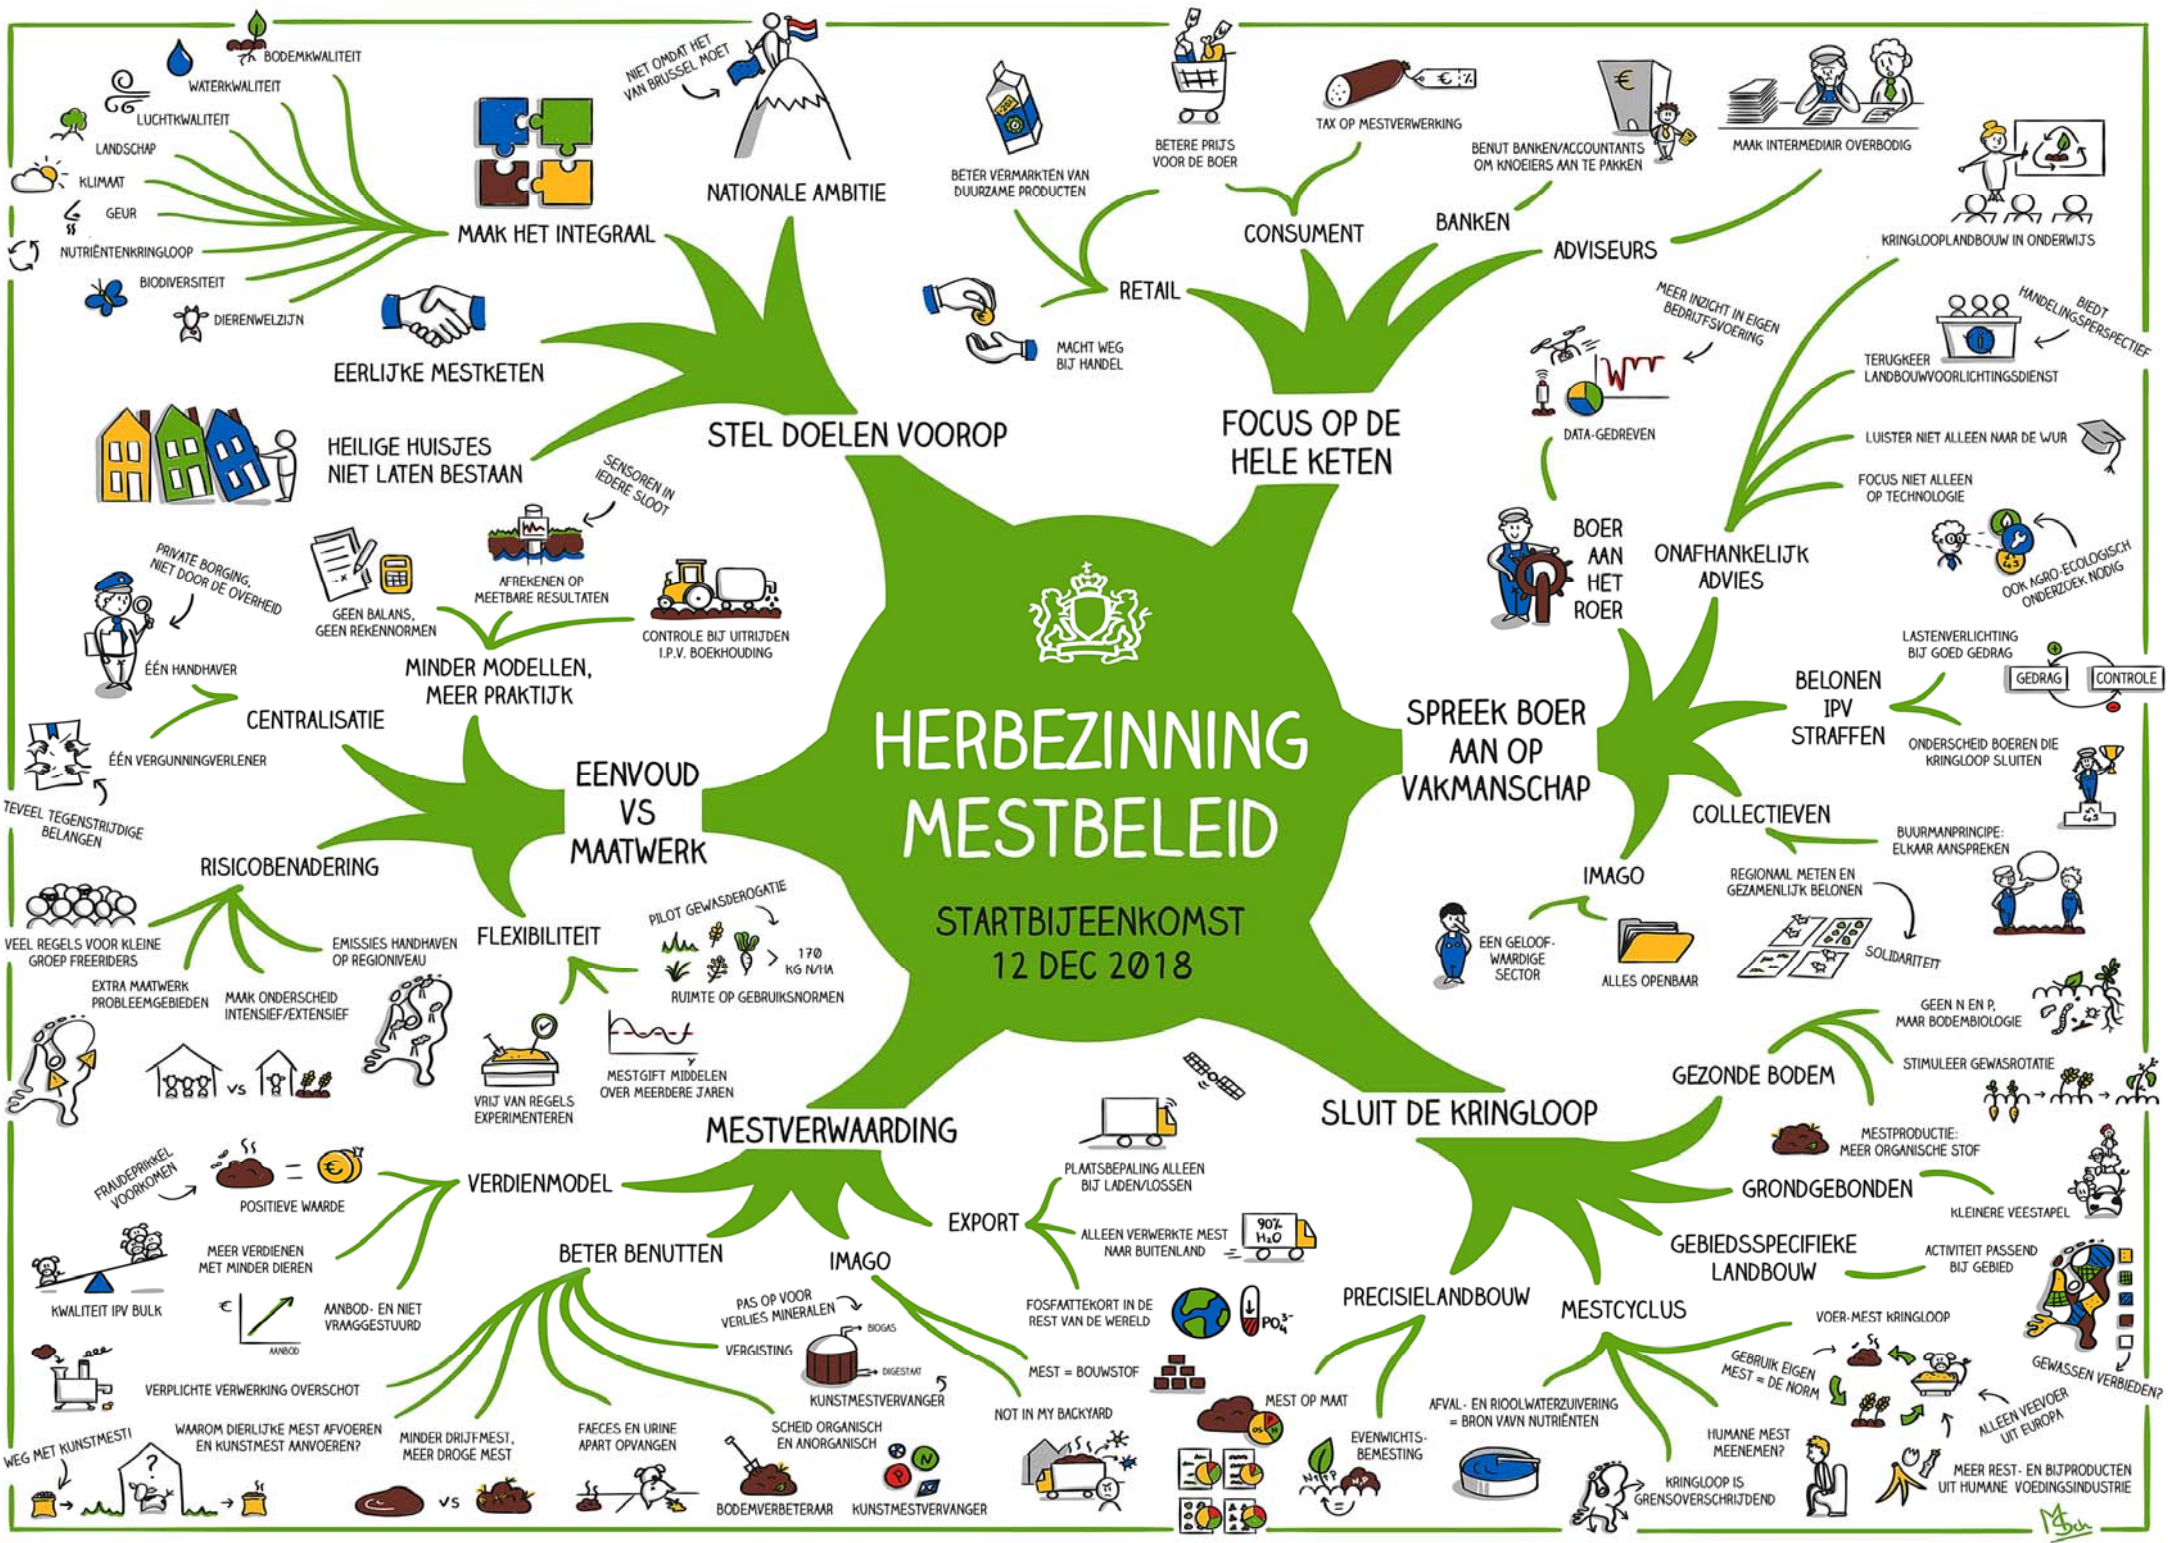 HERBEZINNING
MESTBELEID
STARTBIJEENKOMST
12 DEC 2018
STEL DOELEN VOOROP
MAAK HET INTEGRAAL
BODEMKWALITEIT
WATERKWALITEIT
LUCHTKWALITEIT
LANDSCHAP
KLIMAAT
GEUR
NUTRIËNTENKRINGLOOP
BIODIVERSITEIT
DIERENWELZIJN
NATIONALE AMBITIE
NIET OMDAT HET
VAN BRUSSEL MOET
EERLIJKE MESTKETEN
HEILIGE HUISJES
NIET LATEN BESTAAN
FOCUS OP DE
HELE KETEN
RETAIL
BETER VERMARKTEN VAN
DUURZAME PRODUCTEN
BETERE PRIJS
VOOR DE BOER
MACHT WEG
BIJ HANDEL
CONSUMENT
TAX OP MESTVERWERKING
€ %
BANKEN
BENUT BANKEN/ACCOUNTANTS
OM KNOEIERS AAN TE PAKKEN
€
ADVISEURS
MAAK INTERMEDIAIR OVERBODIG
SPREEK BOER
AAN OP
VAKMANSCHAP
BOER
AAN
HET
ROER
DATA-GEDREVEN
MEER INZICHT IN EIGEN
BEDRIJFSVOERING
ONAFHANKELIJK
ADVIES
KRINGLOOPLANDBOUW IN ONDERWIJS
TERUGKEER
LANDBOUWVOORLICHTINGSDIENST
BIEDT
HANDELINGSPERSPECTIEF
LUISTER NIET ALLEEN NAAR DE WUR
FOCUS NIET ALLEEN
OP TECHNOLOGIE
OOK AGRO-ECOLOGISCH
ONDERZOEK NODIG
BELONEN
IPV
STRAFFEN
LASTENVERLICHTING
BIJ GOED GEDRAG
GEDRAG
CONTROLE
ONDERSCHEID BOEREN DIE
KRINGLOOP SLUITEN
COLLECTIEVEN
BUURMANPRINCIPE:
ELKAAR AANSPREKEN
REGIONAAL METEN EN
GEZAMENLIJK BELONEN
SOLIDARITEIT
IMAGO
EEN GELOOF-
WAARDIGE
SECTOR
ALLES OPENBAAR
SLUIT DE KRINGLOOP
GEZONDE BODEM
GEEN N EN P,
MAAR BODEMBIOLOGIE
STIMULEER GEWASROTATIE
MESTPRODUCTIE:
MEER ORGANISCHE STOF
GRONDGEBONDEN
KLEINERE VEESTAPEL
GEBIEDSSPECIFIEKE
LANDBOUW
ACTIVITEIT PASSEND
BIJ GEBIED
GEWASSEN VERBIEDEN?
MESTCYCLUS
VOER-MEST KRINGLOOP
GEBRUIK EIGEN
MEST = DE NORM
ALLEEN VEEVOER
UIT EUROPA
MEER REST- EN BIJPRODUCTEN
UIT HUMANE VOEDINGSINDUSTRIE
HUMANE MEST
MEENEMEN?
KRINGLOOP IS
GRENSOVERSCHRIJDEND
AFVAL- EN RIOOLWATERZUIVERING
= BRON VAVN NUTRIËNTEN
PRECISIELANDBOUW
MEST OP MAAT
EVENWICHTS-
BEMESTING
MESTVERWAARDING
EXPORT
PLAATSBEPALING ALLEEN
BIJ LADEN/LOSSEN
ALLEEN VERWERKTE MEST
NAAR BUITENLAND
90%
H₂O
FOSFAATTEKORT IN DE
REST VAN DE WERELD
PO₄³⁻
IMAGO
MEST = BOUWSTOF
NOT IN MY BACKYARD
BETER BENUTTEN
VERGISTING
PAS OP VOOR
VERLIES MINERALEN
BIOGAS
DIGESTAAT
KUNSTMESTVERVANGER
SCHEID ORGANISCH
EN ANORGANISCH
P
N
BODEMVERBETERAAR
KUNSTMESTVERVANGER
FAECES EN URINE
APART OPVANGEN
MINDER DRIJFMEST,
MEER DROGE MEST
VS
WAAROM DIERLIJKE MEST AFVOEREN
EN KUNSTMEST AANVOEREN?
WEG MET KUNSTMEST!
?
VERPLICHTE VERWERKING OVERSCHOT
VERDIENMODEL
FRAUDEPRIKKEL
VOORKOMEN
= €
POSITIEVE WAARDE
MEER VERDIENEN
MET MINDER DIEREN
KWALITEIT IPV BULK
AANBOD- EN NIET
VRAAGGESTUURD
€
AANBOD
EENVOUD
VS
MAATWERK
MINDER MODELLEN,
MEER PRAKTIJK
GEEN BALANS,
GEEN REKENNORMEN
AFREKENEN OP
MEETBARE RESULTATEN
SENSOREN IN
IEDERE SLOOT
CONTROLE BIJ UITRIJDEN
I.P.V. BOEKHOUDING
CENTRALISATIE
PRIVATE BORGING,
NIET DOOR DE OVERHEID
ÉÉN HANDHAVER
ÉÉN VERGUNNINGVERLENER
TEVEEL TEGENSTRIJDIGE
BELANGEN
RISICOBENADERING
VEEL REGELS VOOR KLEINE
GROEP FREERIDERS
EXTRA MAATWERK
PROBLEEMGEBIEDEN
MAAK ONDERSCHEID
INTENSIEF/EXTENSIEF
VS
EMISSIES HANDHAVEN
OP REGIONIVEAU
FLEXIBILITEIT
PILOT GEWASDEROGATIE
> 170
KG N/HA
RUIMTE OP GEBRUIKSNORMEN
MESTGIFT MIDDELEN
OVER MEERDERE JAREN
VRIJ VAN REGELS
EXPERIMENTEREN